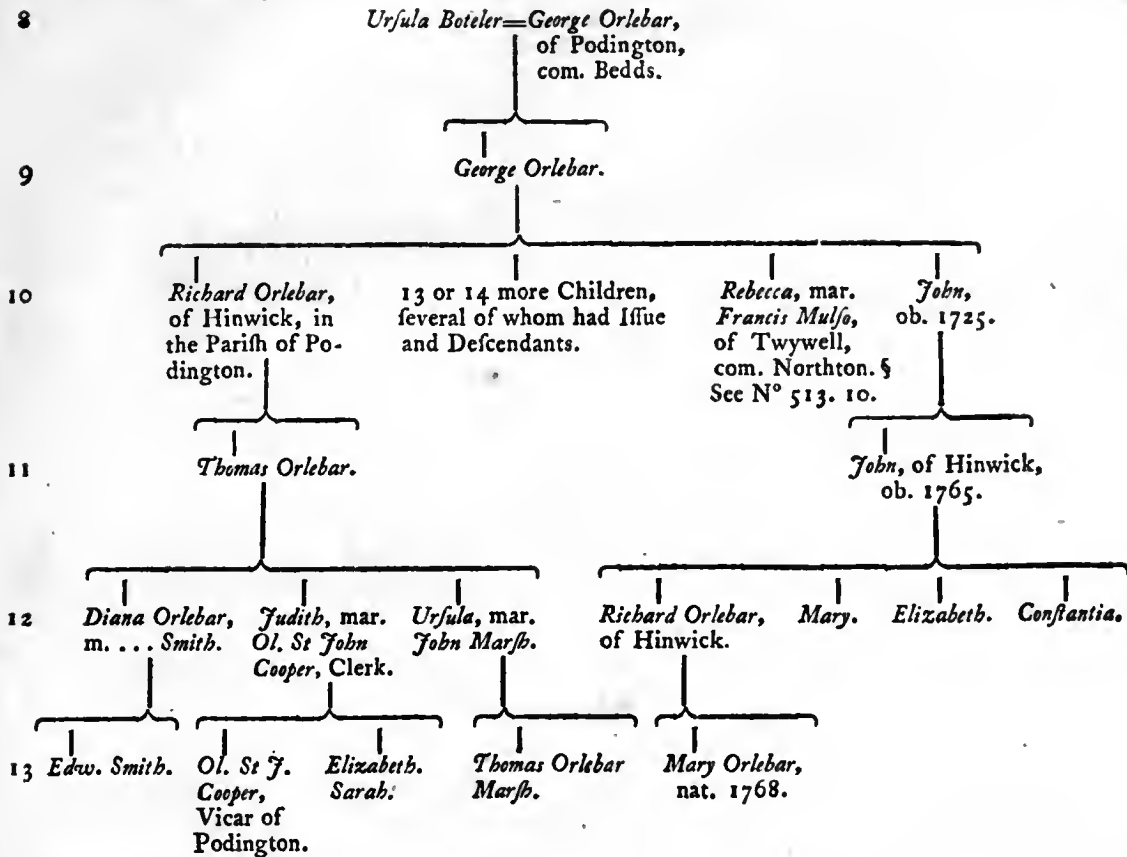 8 Urſula Boteler=George Orlebar,
of Podington,
com. Bedds.
9 George Orlebar.
10 Richard Orlebar,
of Hinwick, in
the Pariſh of Po-
dington.
13 or 14 more Children,
ſeveral of whom had Iſſue
and Deſcendants.
Rebecca, mar.
Francis Mulſo,
of Twywell,
com. Northton. §
See N° 513. 10.
John,
ob. 1725.
11 Thomas Orlebar.
John, of Hinwick,
ob. 1765.
12 Diana Orlebar,
m. . . . Smith.
Judith, mar.
Ol. St John
Cooper, Clerk.
Urſula, mar.
John Marſh.
Richard Orlebar,
of Hinwick.
Mary.
Elizabeth.
Conſtantia.
13 Edw. Smith.
Ol. St J.
Cooper,
Vicar of
Podington.
Elizabeth.
Sarah.
Thomas Orlebar
Marſh.
Mary Orlebar,
nat. 1768.